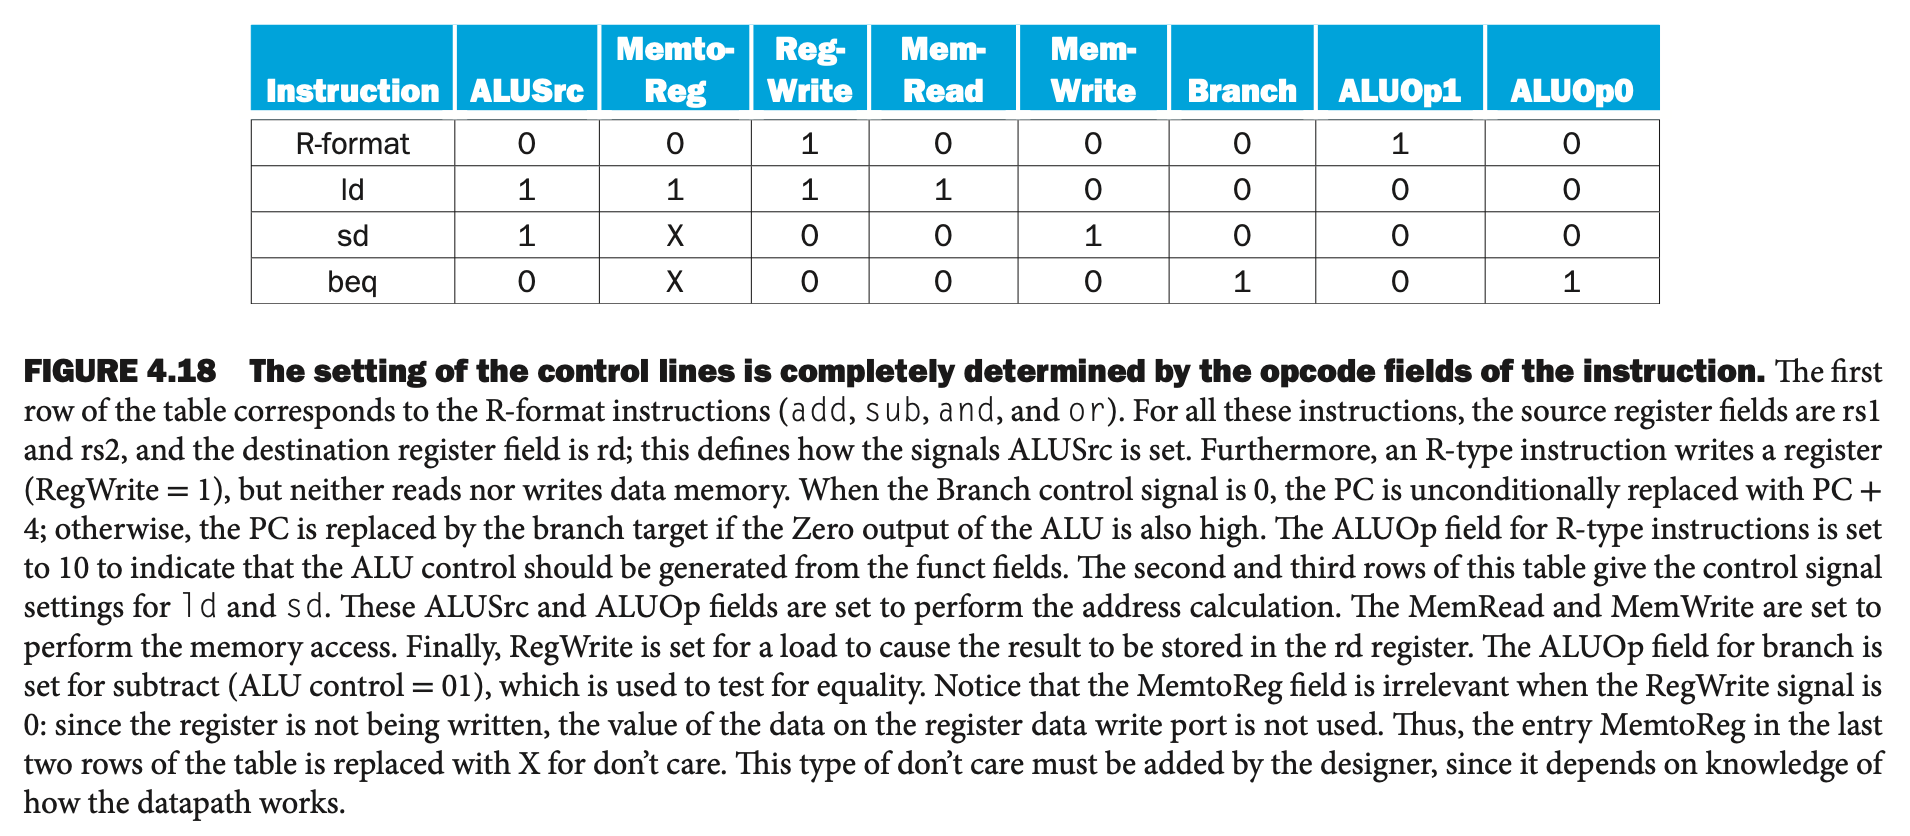 Instruction ALUSrc Memto-Reg Reg-Write Mem-Read Mem-Write Branch ALUOp1 ALUOp0
R-format 0 0 1 0 0 0 1 0
ld 1 1 1 1 0 0 0 0
sd 1 X 0 0 1 0 0 0
beq 0 X 0 0 0 1 0 1
FIGURE 4.18 The setting of the control lines is completely determined by the opcode fields of the instruction. The first
row of the table corresponds to the R-format instructions (add, sub, and, and or). For all these instructions, the source register fields are rs1
and rs2, and the destination register field is rd; this defines how the signals ALUSrc is set. Furthermore, an R-type instruction writes a register
(RegWrite = 1), but neither reads nor writes data memory. When the Branch control signal is 0, the PC is unconditionally replaced with PC +
4; otherwise, the PC is replaced by the branch target if the Zero output of the ALU is also high. The ALUOp field for R-type instructions is set
to 10 to indicate that the ALU control should be generated from the funct fields. The second and third rows of this table give the control signal
settings for ld and sd. These ALUSrc and ALUOp fields are set to perform the address calculation. The MemRead and MemWrite are set to
perform the memory access. Finally, RegWrite is set for a load to cause the result to be stored in the rd register. The ALUOp field for branch is
set for subtract (ALU control = 01), which is used to test for equality. Notice that the MemtoReg field is irrelevant when the RegWrite signal is
0: since the register is not being written, the value of the data on the register data write port is not used. Thus, the entry MemtoReg in the last
two rows of the table is replaced with X for don’t care. This type of don’t care must be added by the designer, since it depends on knowledge of
how the datapath works.